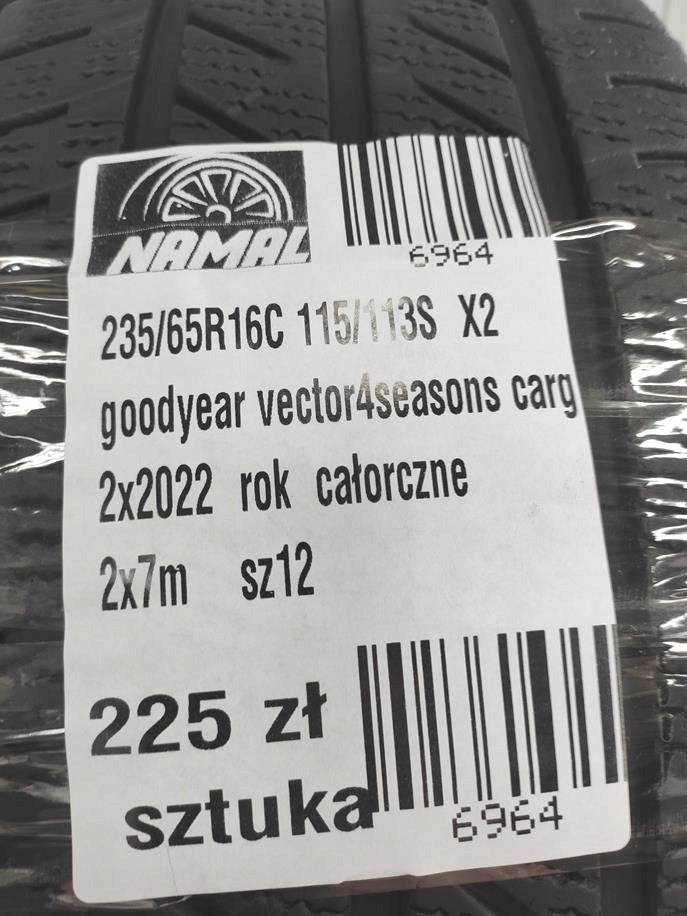 NAMAL
6964
235/65R16C 115/113S X2
goodyear vector4seasons carg
2x2022 rok całorczne
2x7m sz12
225 zł
sztuka
6964